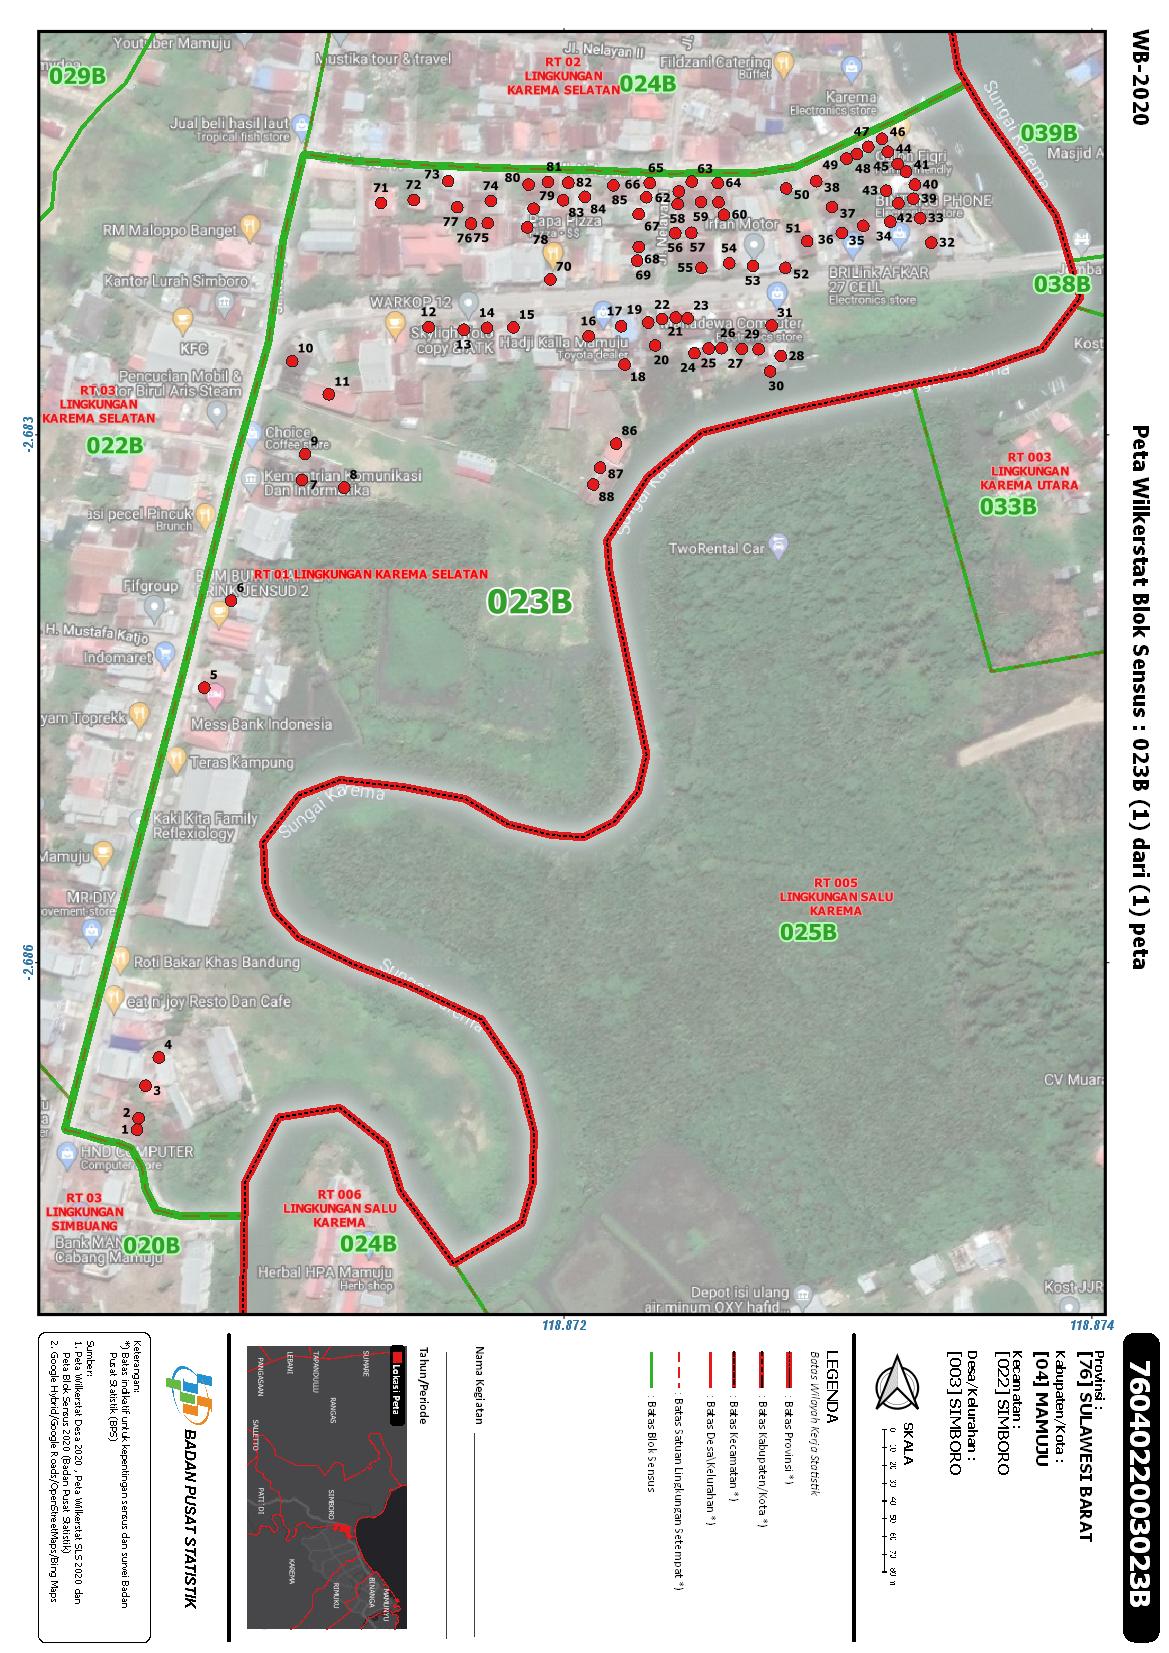 WB-2020
Peta Wilkerstat Blok Sensus : 023B (1) dari (1) peta
7604022003023B
Provinsi :
[76] SULAWESI BARAT
Kabupaten/Kota :
[04] MAMUJU
Kecamatan :
[022] SIMBORO
Desa/Kelurahan :
[003] SIMBORO
SKALA
0 10 20 30 40 50 60 70 80 m
LEGENDA
Batas Wilayah Kerja Statistik
: Batas Provinsi *)
: Batas Kabupaten/Kota *)
: Batas Kecamatan *)
: Batas Desa\Kelurahan *)
: Batas Satuan Lingkungan Setempat *)
: Batas Blok Sensus
Nama Kegiatan
Tahun/Periode
Lokasi Peta
SUMARE
TAPANDULLU
LEBANI
PANGASAAN
RANGAS
SALLETTO
SIMBORO
PATI'DI
MAMUNYU
BINANGA
RIMUKU
KAREMA
BADAN PUSAT STATISTIK
Keterangan:
*) Batas indikatif untuk kepentingan sensus dan survei Badan
Pusat Statistik (BPS)
Sumber:
1. Peta Wilkerstat Desa 2020 , Peta Wilkerstat SLS 2020 dan
Peta Blok Sensus 2020 (Badan Pusat Statistik)
2. Google Hybrid/Google Roads/OpenStreetMaps/Bing Maps
Youtuber Mamuju
Mustika tour & travel
Jl. Nelayan II
029B
RT 02
LINGKUNGAN
KAREMA SELATAN
024B
Fildzani Catering
Buffet
Karema
Electronics store
Sungai Karema
039B
Masjid A
Jual beli hasil laut
Tropical fish store
47 46
49 48 45 44 41
43 40 39
42 33
34 32
81 65 63
73 80 82 66 64
71 72 74 79 85 62
83 84 58 59 60
50 38 37
77 76 75 78 67
56 57 54 51 36 35
68 69 55 53 52
70
Papa Pizza
Irfan Motor
PHONE
BRILink AFKAR
27 CELL
Electronics store
038B
RM Maloppo Banget
Kantor Lurah Simboro
KFC
WARKOP 12
12 13 14 15 16 17 19 22 23 31
21 26 29
18 20 24 25 27 28 30
copy & ATK
Hadji Kalla Mamuju
Toyota dealer
Kost
10
11
Pencucian Mobil &
or Birul Aris Steam
RT 03
LINGKUNGAN
KAREMA SELATAN
022B
-2.683
Choice
Coffee store
9
7 8
Dan Informatika
86
87
88
RT 003
LINGKUNGAN
KAREMA UTARA
033B
asi pecel Pincuk
Brunch
TwoRental Car
RT 01 LINGKUNGAN KAREMA SELATAN
023B
Fifgroup
6
H. Mustafa Katjo
Indomaret
5
yam Toprekk
Mess Bank Indonesia
Teras Kampung
Sungai Karema
Kaki Kita Family
Reflexiology
Mamuju
MR.DIY
ovement store
RT 005
LINGKUNGAN SALU
KAREMA
025B
-2.686
Roti Bakar Khas Bandung
eat n' joy Resto Dan Cafe
4
3
2
1
CV Muara
HND COMPUTER
Computer store
RT 03
LINGKUNGAN
SIMBUANG
020B
Cabang Mamuju
RT 006
LINGKUNGAN SALU
KAREMA
024B
Herbal HPA Mamuju
Herb shop
Depot isi ulang
air minum OXY hafid...
Kost JJR
118.872
118.874